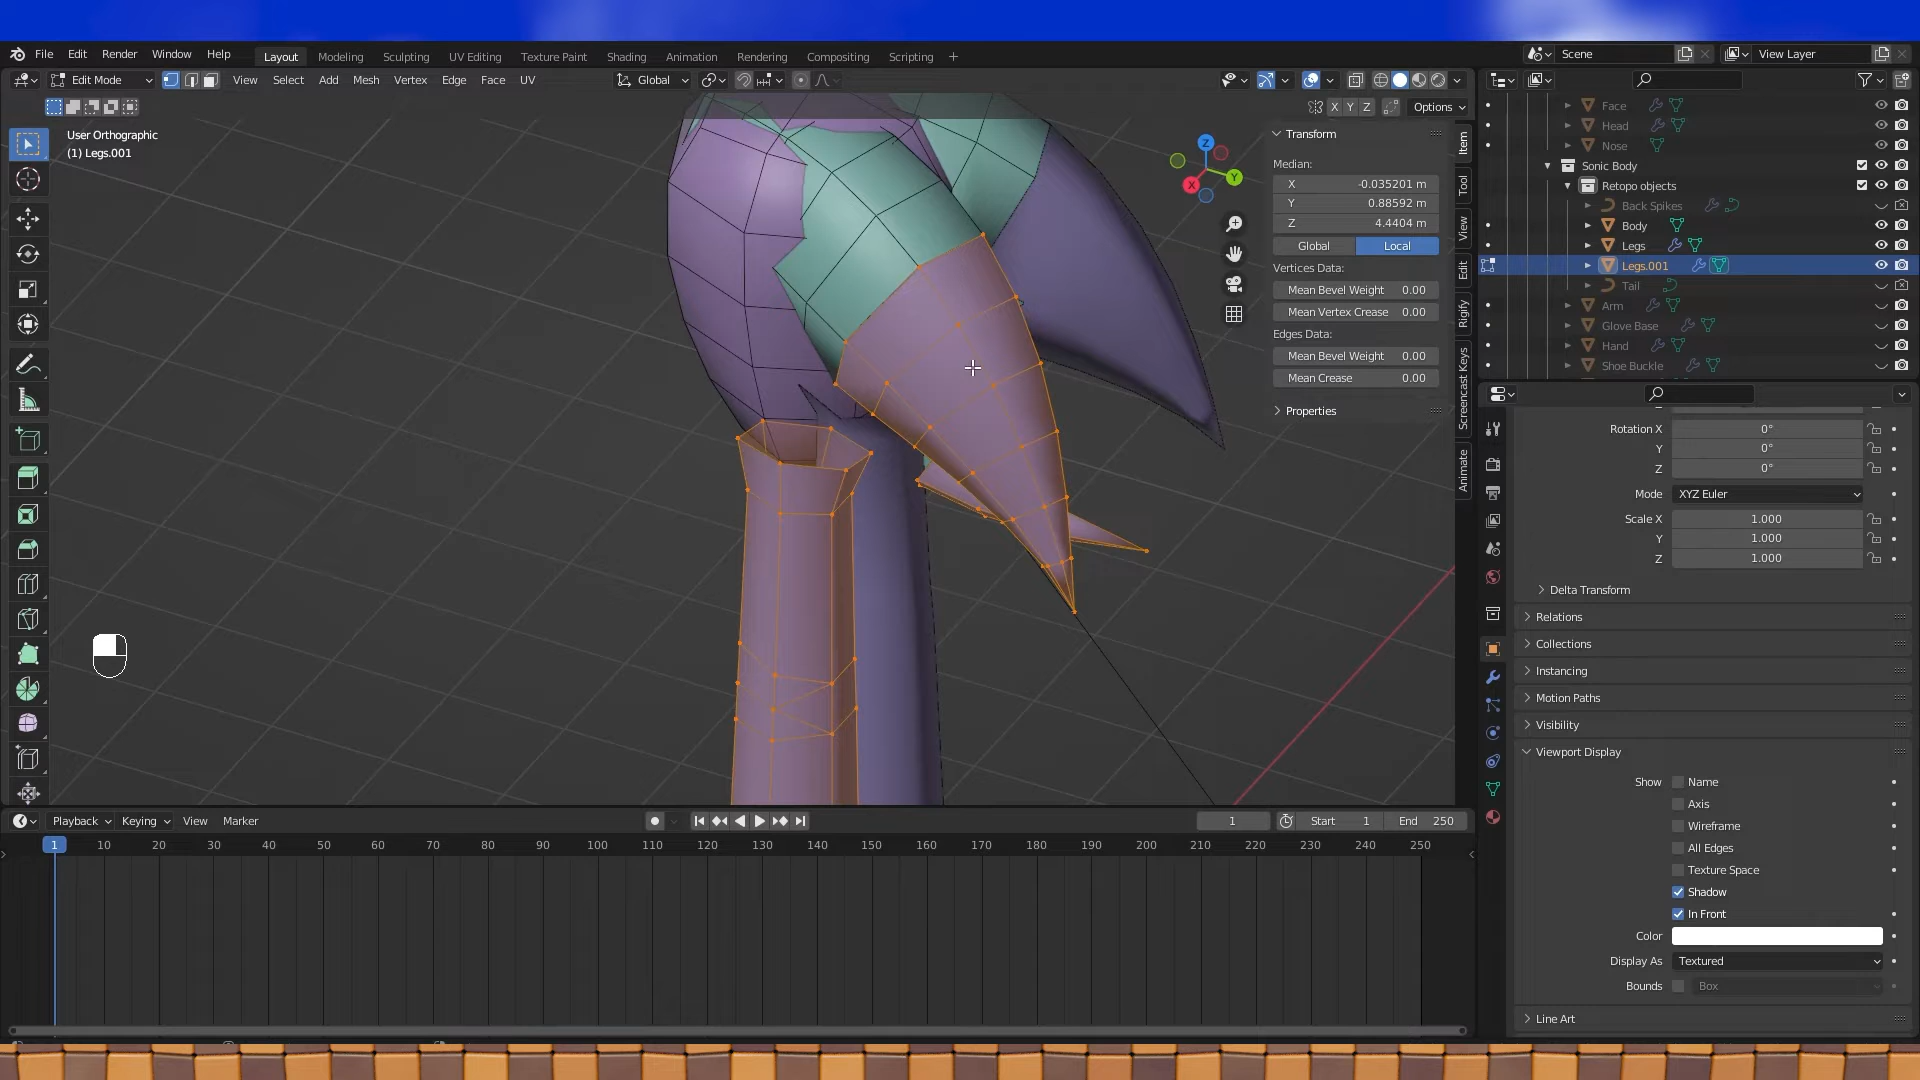 File Edit Render Window Help Layout Modeling Sculpting UV Editing Texture Paint Shading Animation Rendering Compositing Scripting + Scene View Layer
Edit Mode View Select Add Mesh Vertex Edge Face UV Global
X Y Z Options
User Orthographic
(1) Legs.001
Transform
Median:
X -0.035201 m
Y 0.88592 m
Z 4.4404 m
Global Local
Vertices Data:
Mean Bevel Weight 0.00
Mean Vertex Crease 0.00
Edges Data:
Mean Bevel Weight 0.00
Mean Crease 0.00
Properties
Item
Tool
View
Edit
Rigify
Screencast Keys
Animate
Z
Y
X
Face
Head
Nose
Sonic Body
Retopo objects
Back Spikes
Body
Legs
Legs.001
Tail
Arm
Glove Base
Hand
Shoe Buckle
Rotation X 0°
Y 0°
Z 0°
Mode XYZ Euler
Scale X 1.000
Y 1.000
Z 1.000
Delta Transform
Relations
Collections
Instancing
Motion Paths
Visibility
Viewport Display
Show Name
Axis
Wireframe
All Edges
Texture Space
Shadow
In Front
Color
Display As Textured
Bounds Box
Line Art
Playback Keying View Marker 1 Start 1 End 250
1 10 20 30 40 50 60 70 80 90 100 110 120 130 140 150 160 170 180 190 200 210 220 230 240 250